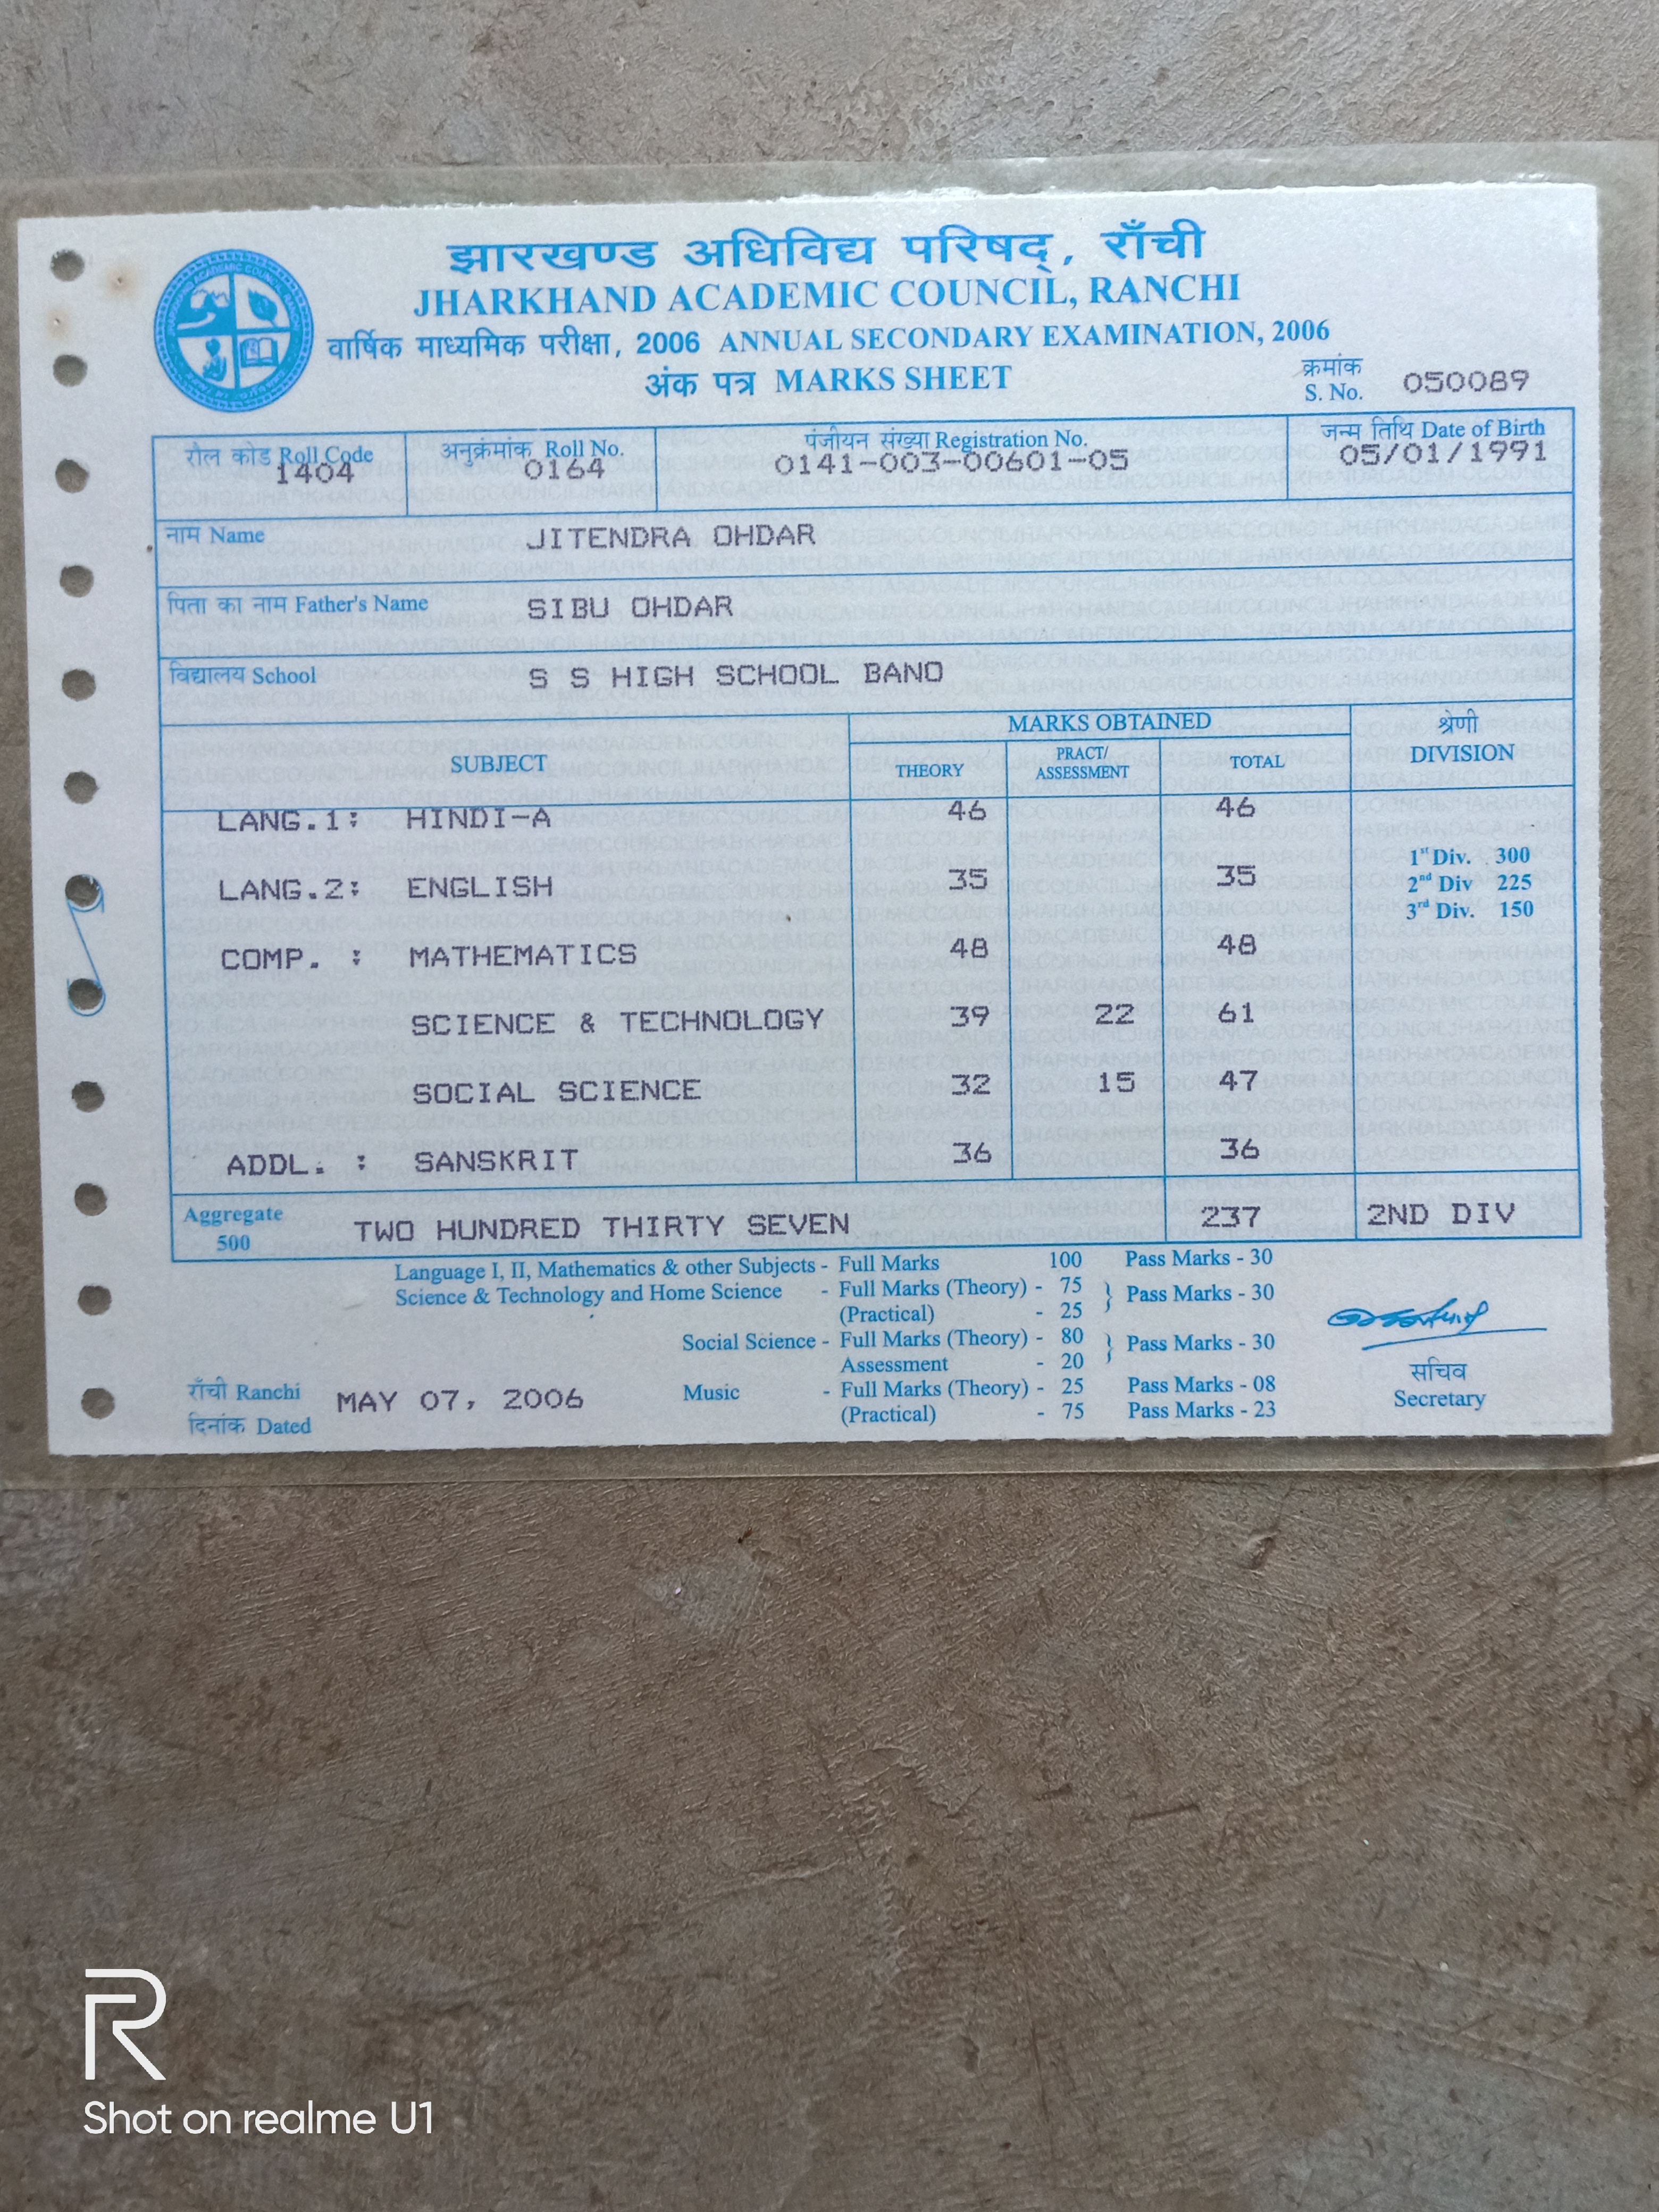 झारखण्ड अधिविद्य परिषद्, राँची
JHARKHAND ACADEMIC COUNCIL, RANCHI
वार्षिक माध्यमिक परीक्षा, 2006 ANNUAL SECONDARY EXAMINATION, 2006
अंक पत्र MARKS SHEET
क्रमांक
S. No. 050089
रौल कोड Roll Code अनुक्रंमांक Roll No. पंजीयन संख्या Registration No. जन्म तिथि Date of Birth
1404 0164 0141-003-00601-05 05/01/1991
नाम Name JITENDRA OHDAR
पिता का नाम Father's Name SIBU OHDAR
विद्यालय School S S HIGH SCHOOL BANO
SUBJECT MARKS OBTAINED श्रेणी DIVISION
THEORY PRACT/ ASSESSMENT TOTAL
LANG.1: HINDI-A 46 46
1st Div. 300
LANG.2: ENGLISH 35 35
2nd Div 225
3rd Div. 150
COMP. : MATHEMATICS 48 48
SCIENCE & TECHNOLOGY 39 22 61
SOCIAL SCIENCE 32 15 47
ADDL. : SANSKRIT 36 36
Aggregate 500 TWO HUNDRED THIRTY SEVEN 237 2ND DIV
Language I, II, Mathematics & other Subjects - Full Marks 100 Pass Marks - 30
Science & Technology and Home Science - Full Marks (Theory) - 75 } Pass Marks - 30
(Practical) - 25
Social Science - Full Marks (Theory) - 80 } Pass Marks - 30
Assessment - 20
Music - Full Marks (Theory) - 25 Pass Marks - 08
(Practical) - 75 Pass Marks - 23
राँची Ranchi
दिनांक Dated MAY 07, 2006
सचिव
Secretary
R
Shot on realme U1